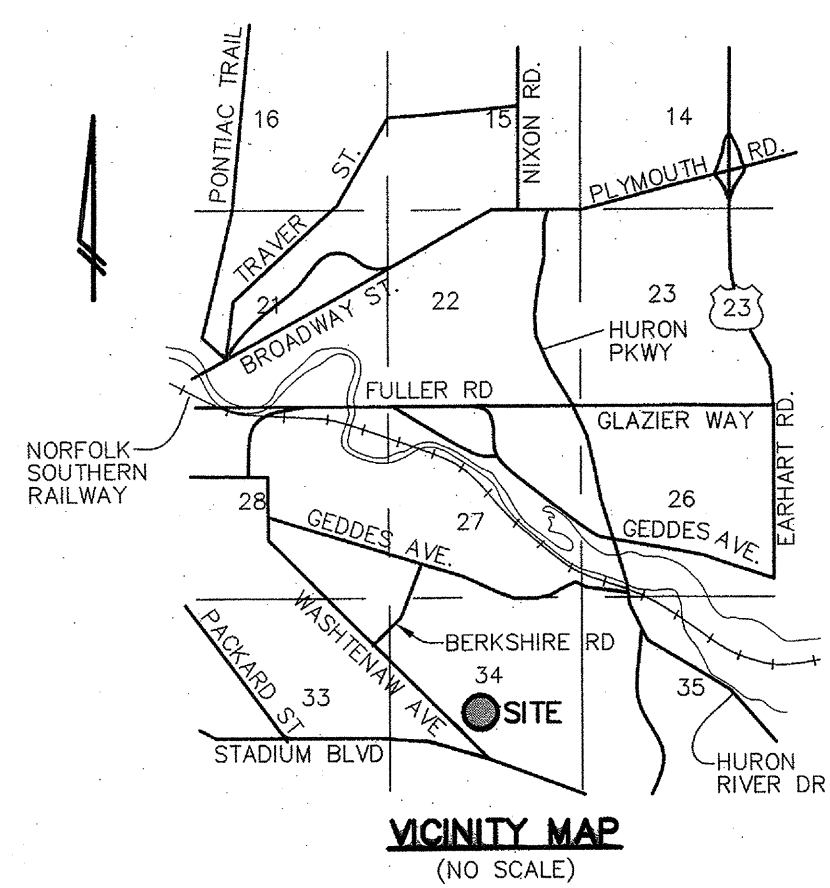 PONTIAC TRAIL
16
15
NIXON RD.
14
PLYMOUTH RD.
TRAVER ST.
21
BROADWAY ST.
22
23
23
HURON
PKWY
FULLER RD
GLAZIER WAY
EARHART RD.
NORFOLK
SOUTHERN
RAILWAY
28
GEDDES AVE.
27
26
GEDDES AVE.
WASHTENAW AVE
PACKARD ST
BERKSHIRE RD
33
34
35
SITE
STADIUM BLVD
HURON
RIVER DR
VICINITY MAP
(NO SCALE)